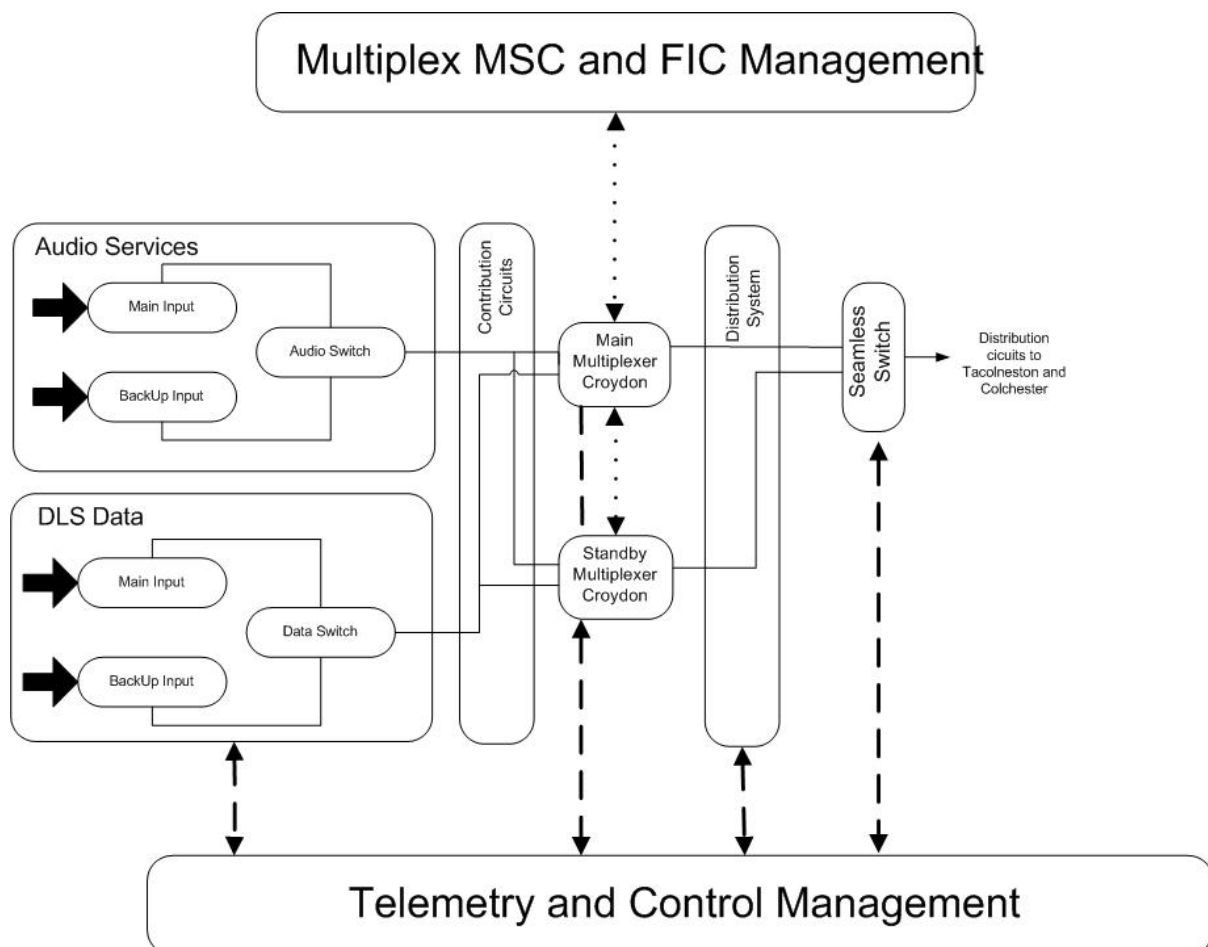 Multiplex MSC and FIC Management
Audio Services
Main Input
Audio Switch
BackUp Input
DLS Data
Main Input
Data Switch
BackUp Input
Contribution
Circuits
Main
Multiplexer
Croydon
Standby
Multiplexer
Croydon
Distribution
System
Seamless
Switch
Distribution
cicuits to
Tacolneston and
Colchester
Telemetry and Control Management